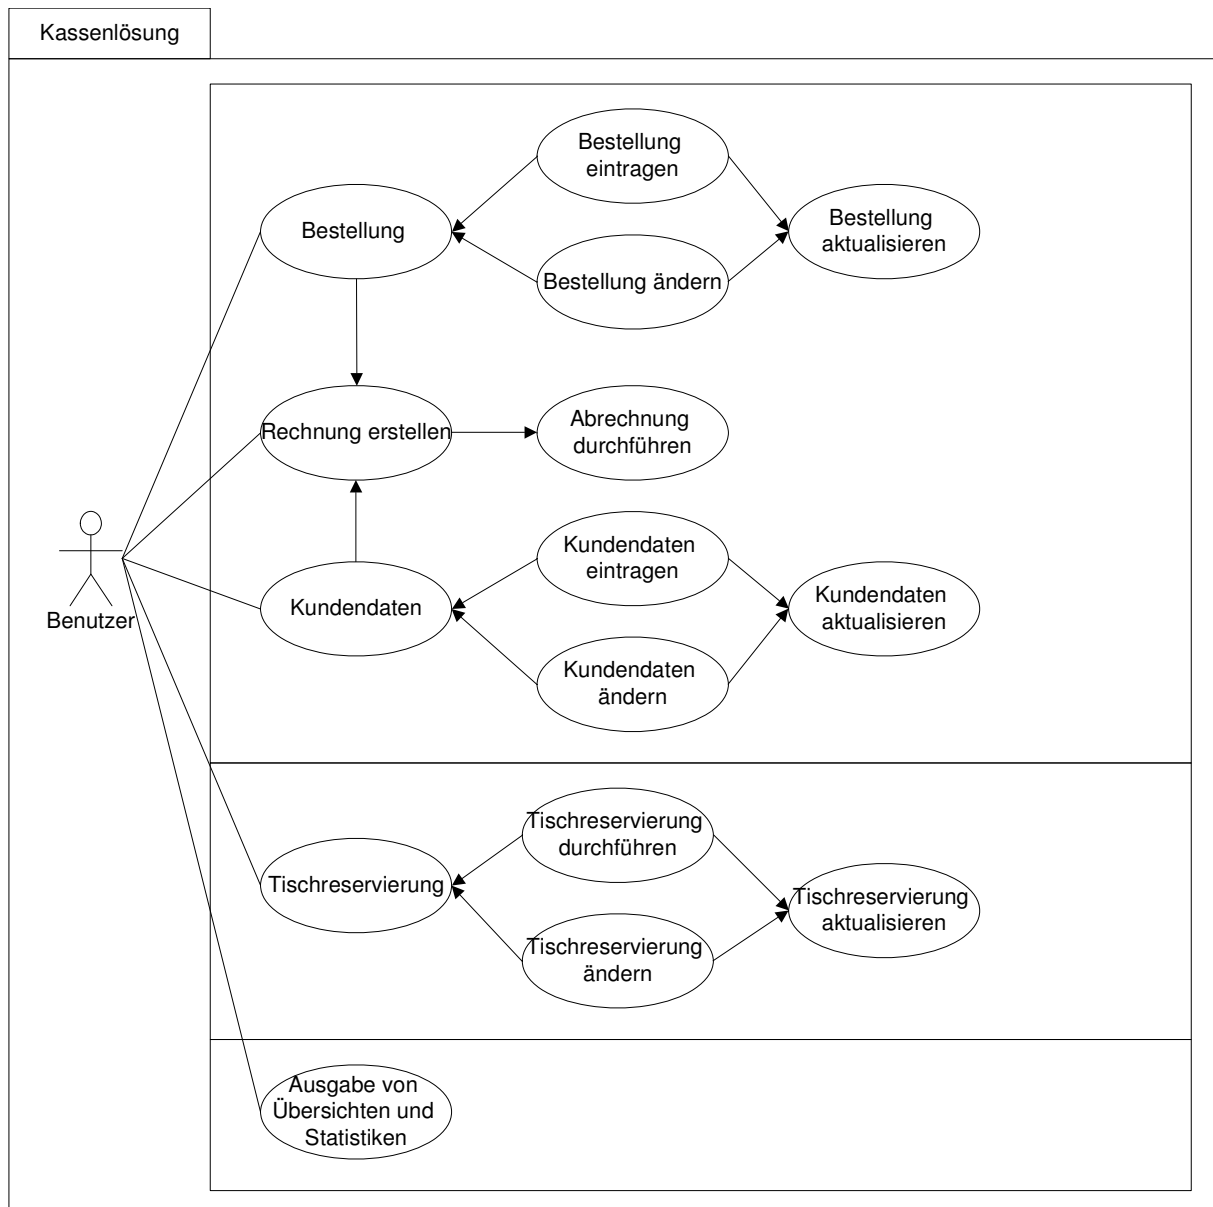 Kassenlösung
Bestellung
eintragen
Bestellung
Bestellung
aktualisieren
Bestellung ändern
Rechnung erstellen
Abrechnung
durchführen
Kundendaten
eintragen
Kundendaten
Kundendaten
aktualisieren
Benutzer
Kundendaten
ändern
Tischreservierung
durchführen
Tischreservierung
Tischreservierung
aktualisieren
Tischreservierung
ändern
Ausgabe von
Übersichten und
Statistiken